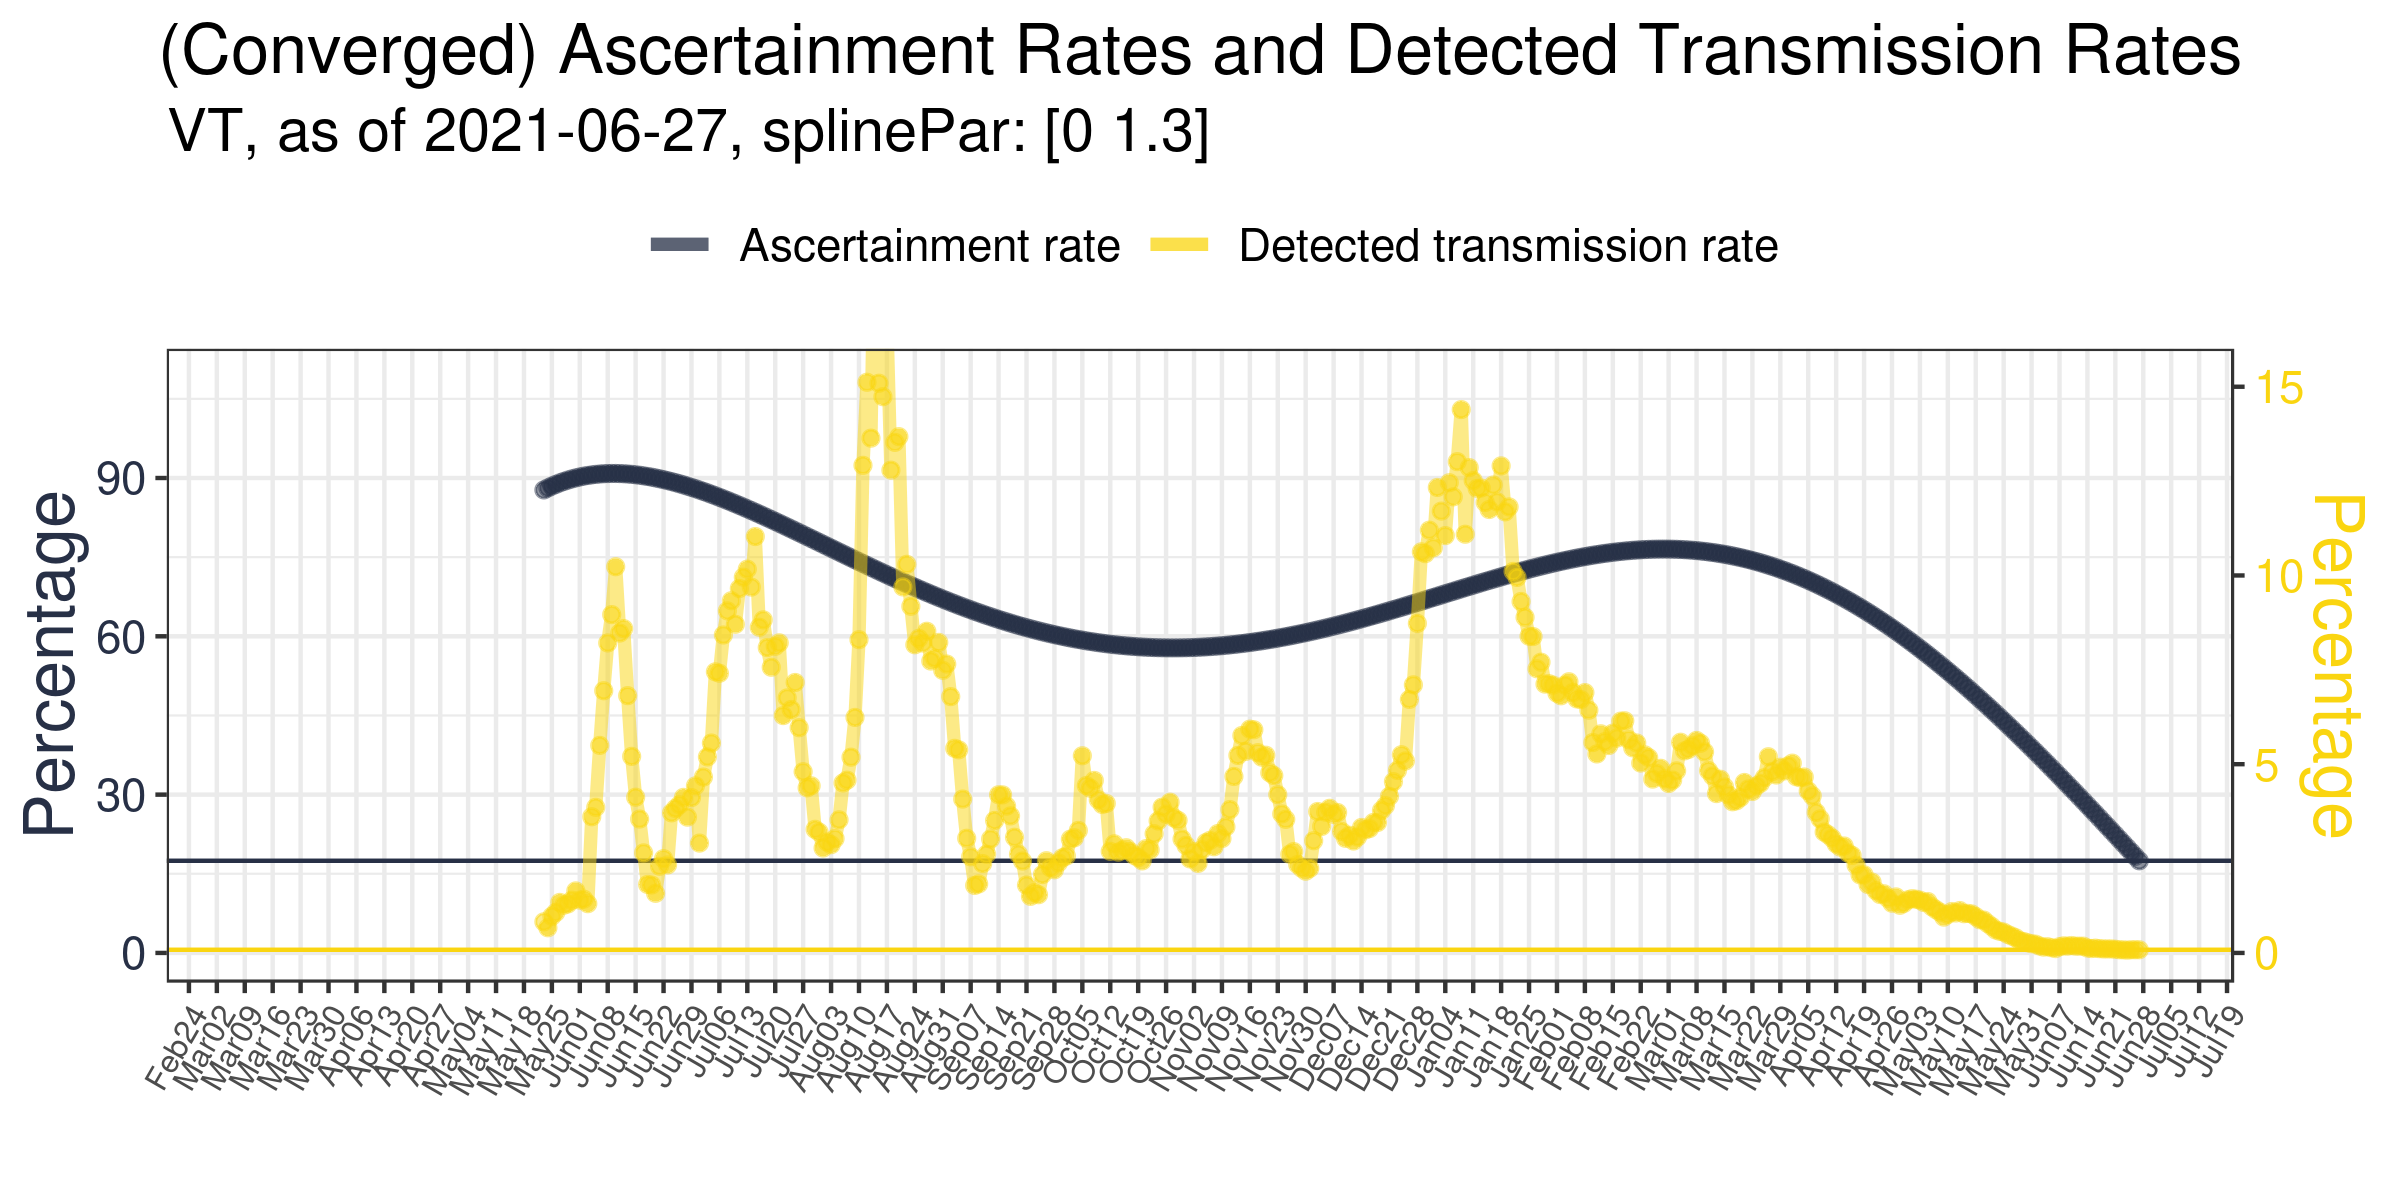 (Converged) Ascertainment Rates and Detected Transmission Rates
VT, as of 2021-06-27, splinePar: [0 1.3]
Ascertainment rate
Detected transmission rate
Percentage
90
60
30
0
15
10
5
0
Percentage
Feb24
Mar02
Mar09
Mar16
Mar23
Mar30
Apr06
Apr13
Apr20
Apr27
May04
May11
May18
May25
Jun01
Jun08
Jun15
Jun22
Jun29
Jul06
Jul13
Jul20
Jul27
Aug03
Aug10
Aug17
Aug24
Aug31
Sep07
Sep14
Sep21
Sep28
Oct05
Oct12
Oct19
Oct26
Nov02
Nov09
Nov16
Nov23
Nov30
Dec07
Dec14
Dec21
Dec28
Jan04
Jan11
Jan18
Jan25
Feb01
Feb08
Feb15
Feb22
Mar01
Mar08
Mar15
Mar22
Mar29
Apr05
Apr12
Apr19
Apr26
May03
May10
May17
May24
May31
Jun07
Jun14
Jun21
Jun28
Jul05
Jul12
Jul19